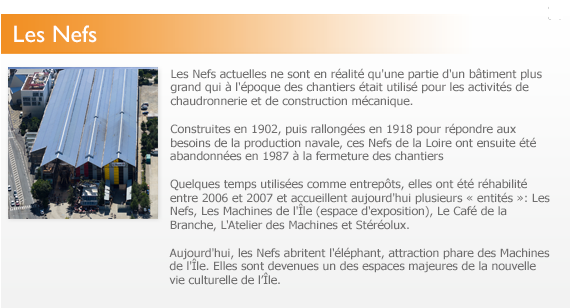 Les Nefs
Les Nefs actuelles ne sont en réalité qu'une partie d'un bâtiment plus
grand qui à l'époque des chantiers était utilisé pour les activités de
chaudronnerie et de construction mécanique.
Construites en 1902, puis rallongées en 1918 pour répondre aux
besoins de la production navale, ces Nefs de la Loire ont ensuite été
abandonnées en 1987 à la fermeture des chantiers
Quelques temps utilisées comme entrepôts, elles ont été réhabilité
entre 2006 et 2007 et accueillent aujourd'hui plusieurs « entités »: Les
Nefs, Les Machines de l'Île (espace d'exposition), Le Café de la
Branche, L'Atelier des Machines et Stéréolux.
Aujourd'hui, les Nefs abritent l'éléphant, attraction phare des Machines
de l'Île. Elles sont devenues un des espaces majeures de la nouvelle
vie culturelle de l'Île.